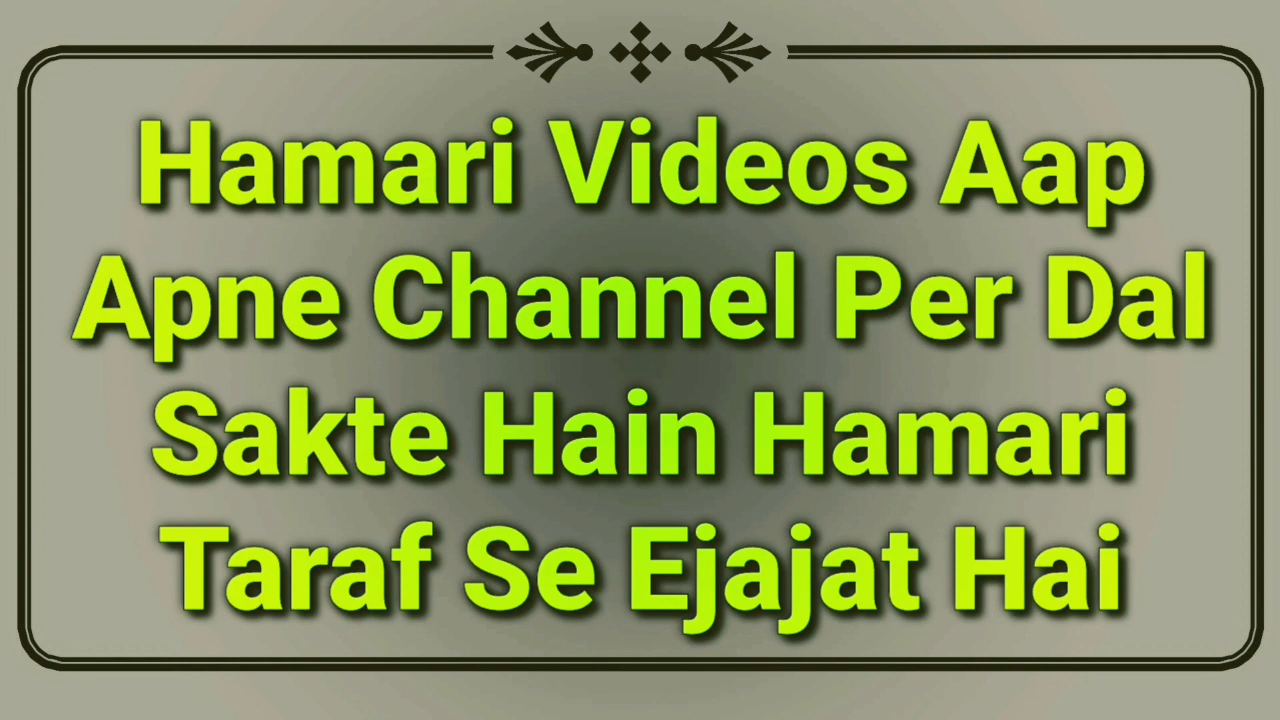 Hamari Videos Aap
Apne Channel Per Dal
Sakte Hain Hamari
Taraf Se Ejajat Hai